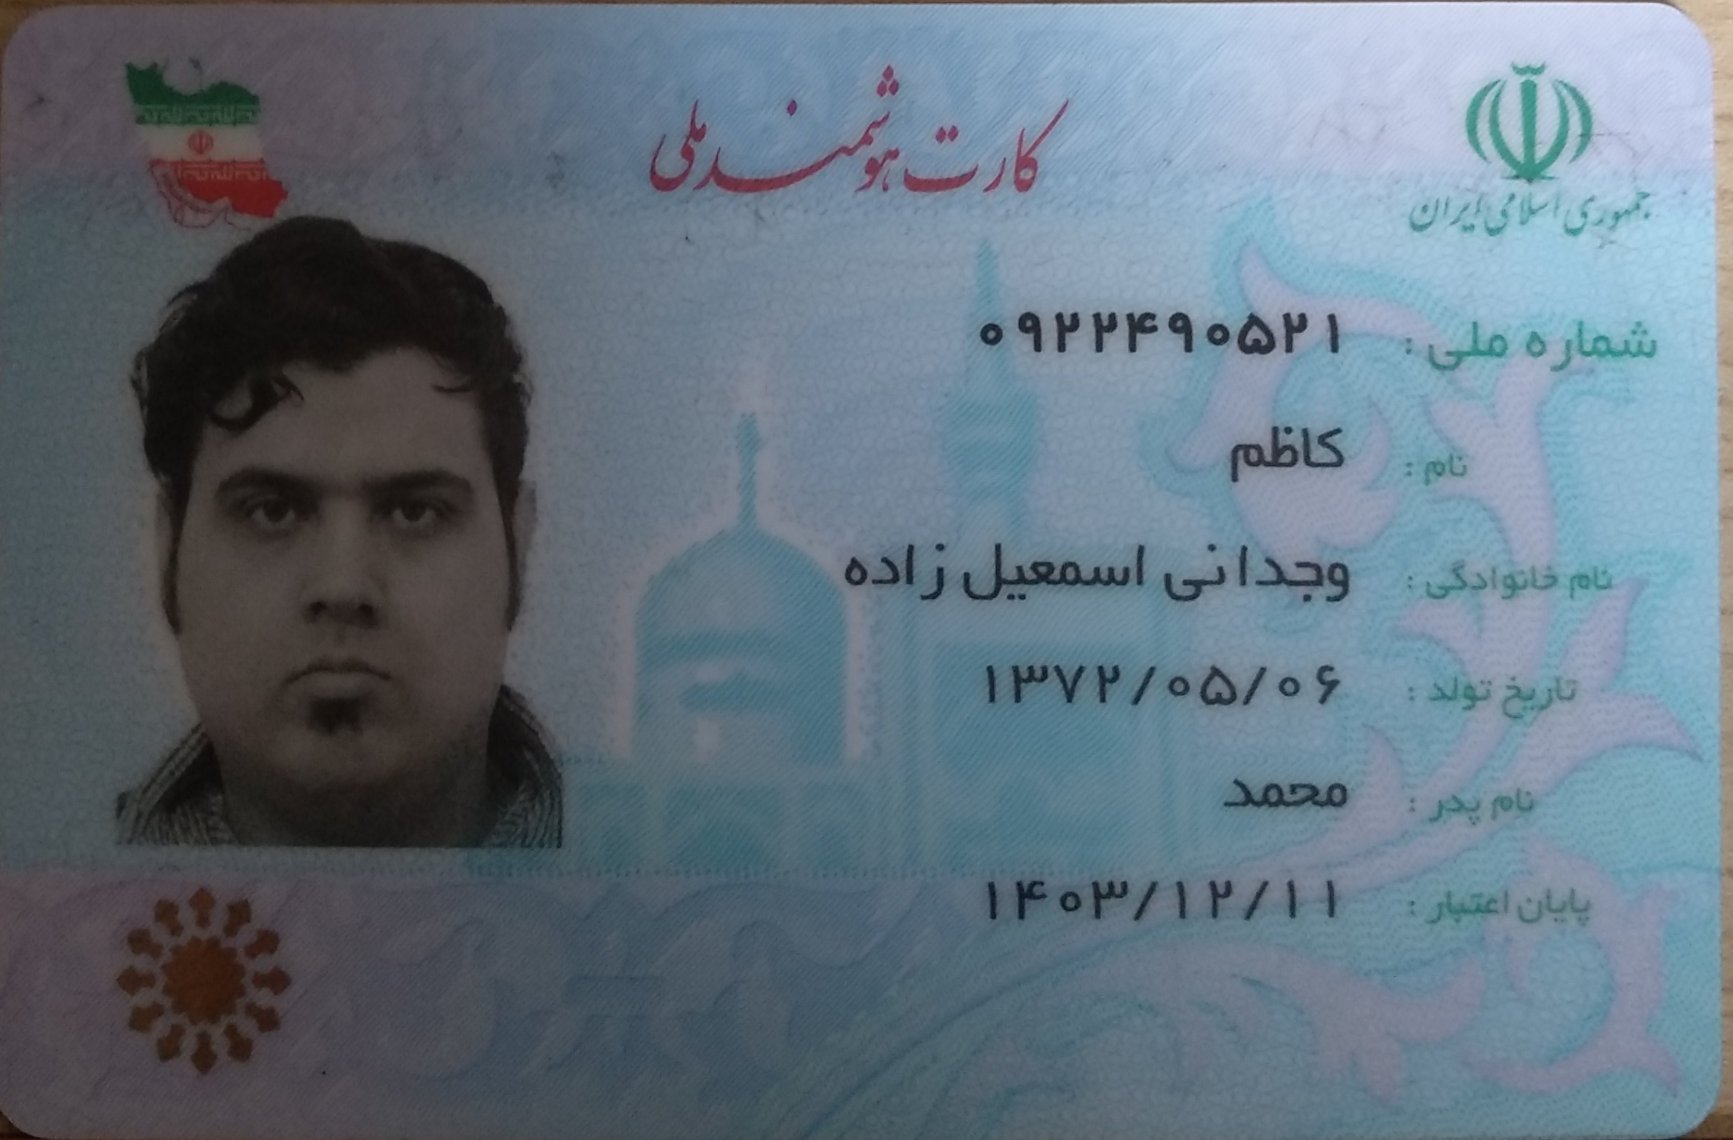 جمهوری اسلامی ایران
کارت هوشمند ملی
شماره ملی : ۰۹۲۲۴۹۰۵۲۱
نام : کاظم
نام خانوادگی : وجدانی اسمعیل زاده
تاریخ تولد : ۱۳۷۲/۰۵/۰۶
نام پدر : محمد
پایان اعتبار : ۱۴۰۳/۱۲/۱۱